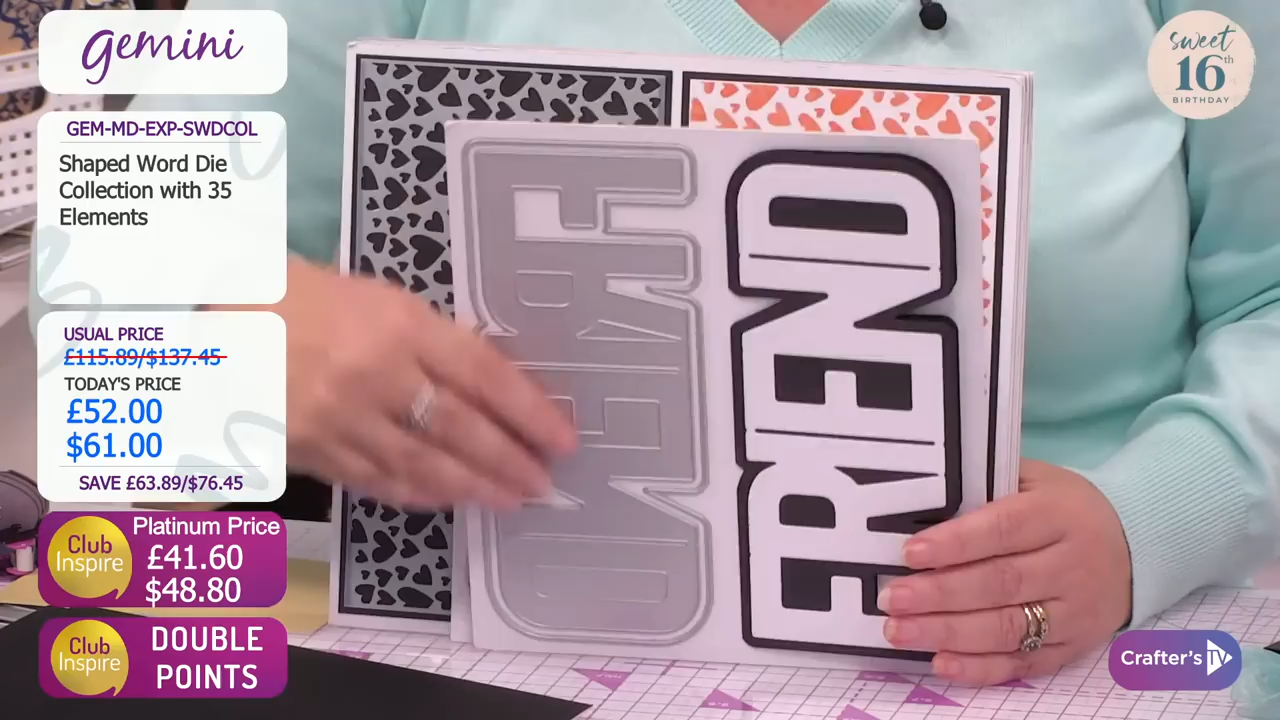 gemini
GEM-MD-EXP-SWDCOL
Shaped Word Die
Collection with 35
Elements
USUAL PRICE
£115.89/$137.45
TODAY'S PRICE
£52.00
$61.00
SAVE £63.89/$76.45
Club
Inspire
Platinum Price
£41.60
$48.80
Club
Inspire
DOUBLE
POINTS
FRIEND
FRIEND
sweet
16th
BIRTHDAY
Crafter's TV